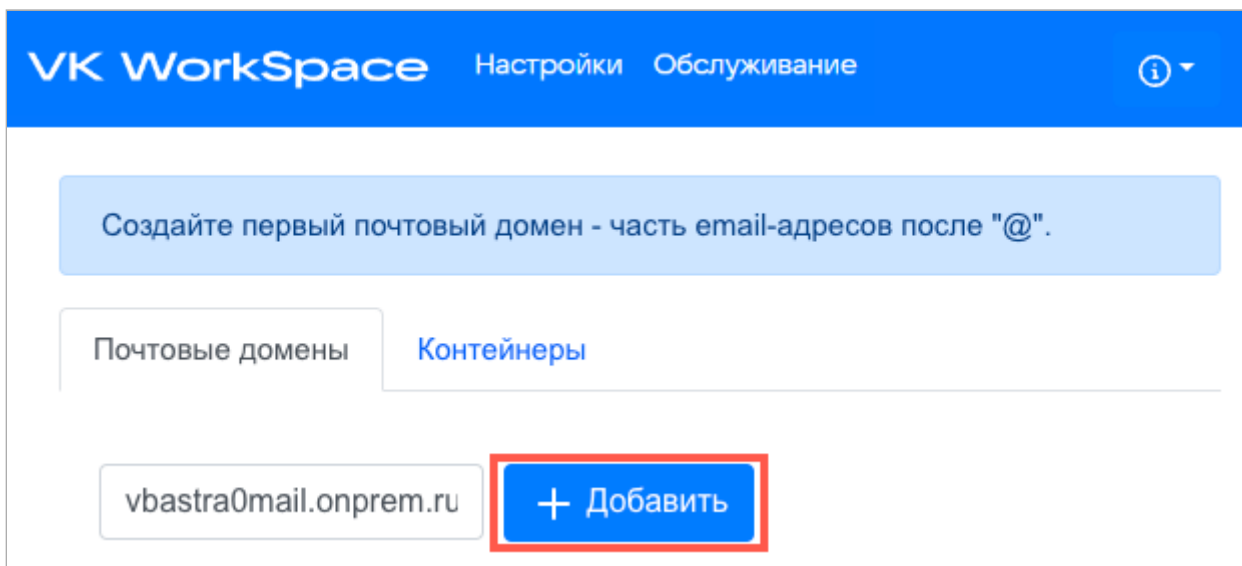 VK WorkSpace Настройки Обслуживание
Создайте первый почтовый домен - часть email-адресов после "@".
Почтовые домены Контейнеры
vbastra0mail.onprem.ru + Добавить